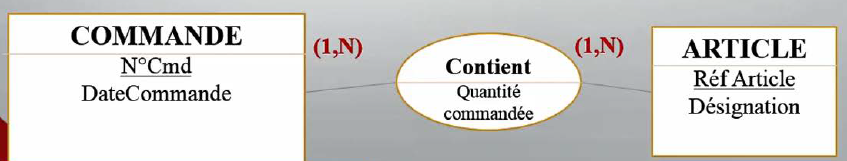 COMMANDE
N°Cmd
DateCommande
(1,N)
Contient
Quantité
commandée
(1,N)
ARTICLE
Réf Article
Désignation